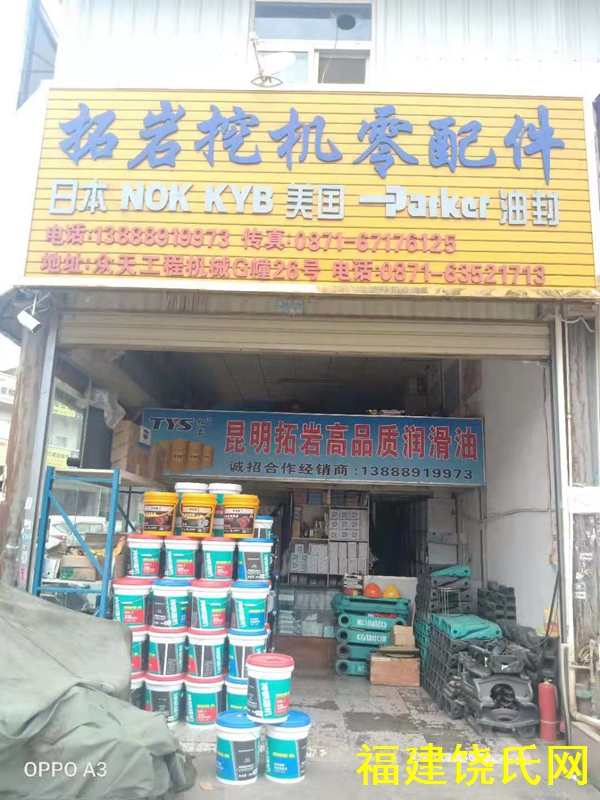 拓岩挖机零配件
日本 NOK KYB 美国 Parker 油封
电话:13888919973 传真:0871-67176125
地址:众天工程机械G幢26号 电话:0871-63521713
TYS 拓岩
昆明拓岩高品质润滑油
诚招合作经销商:13888919973
KOBELCO
OPPO A3
福建饶氏网